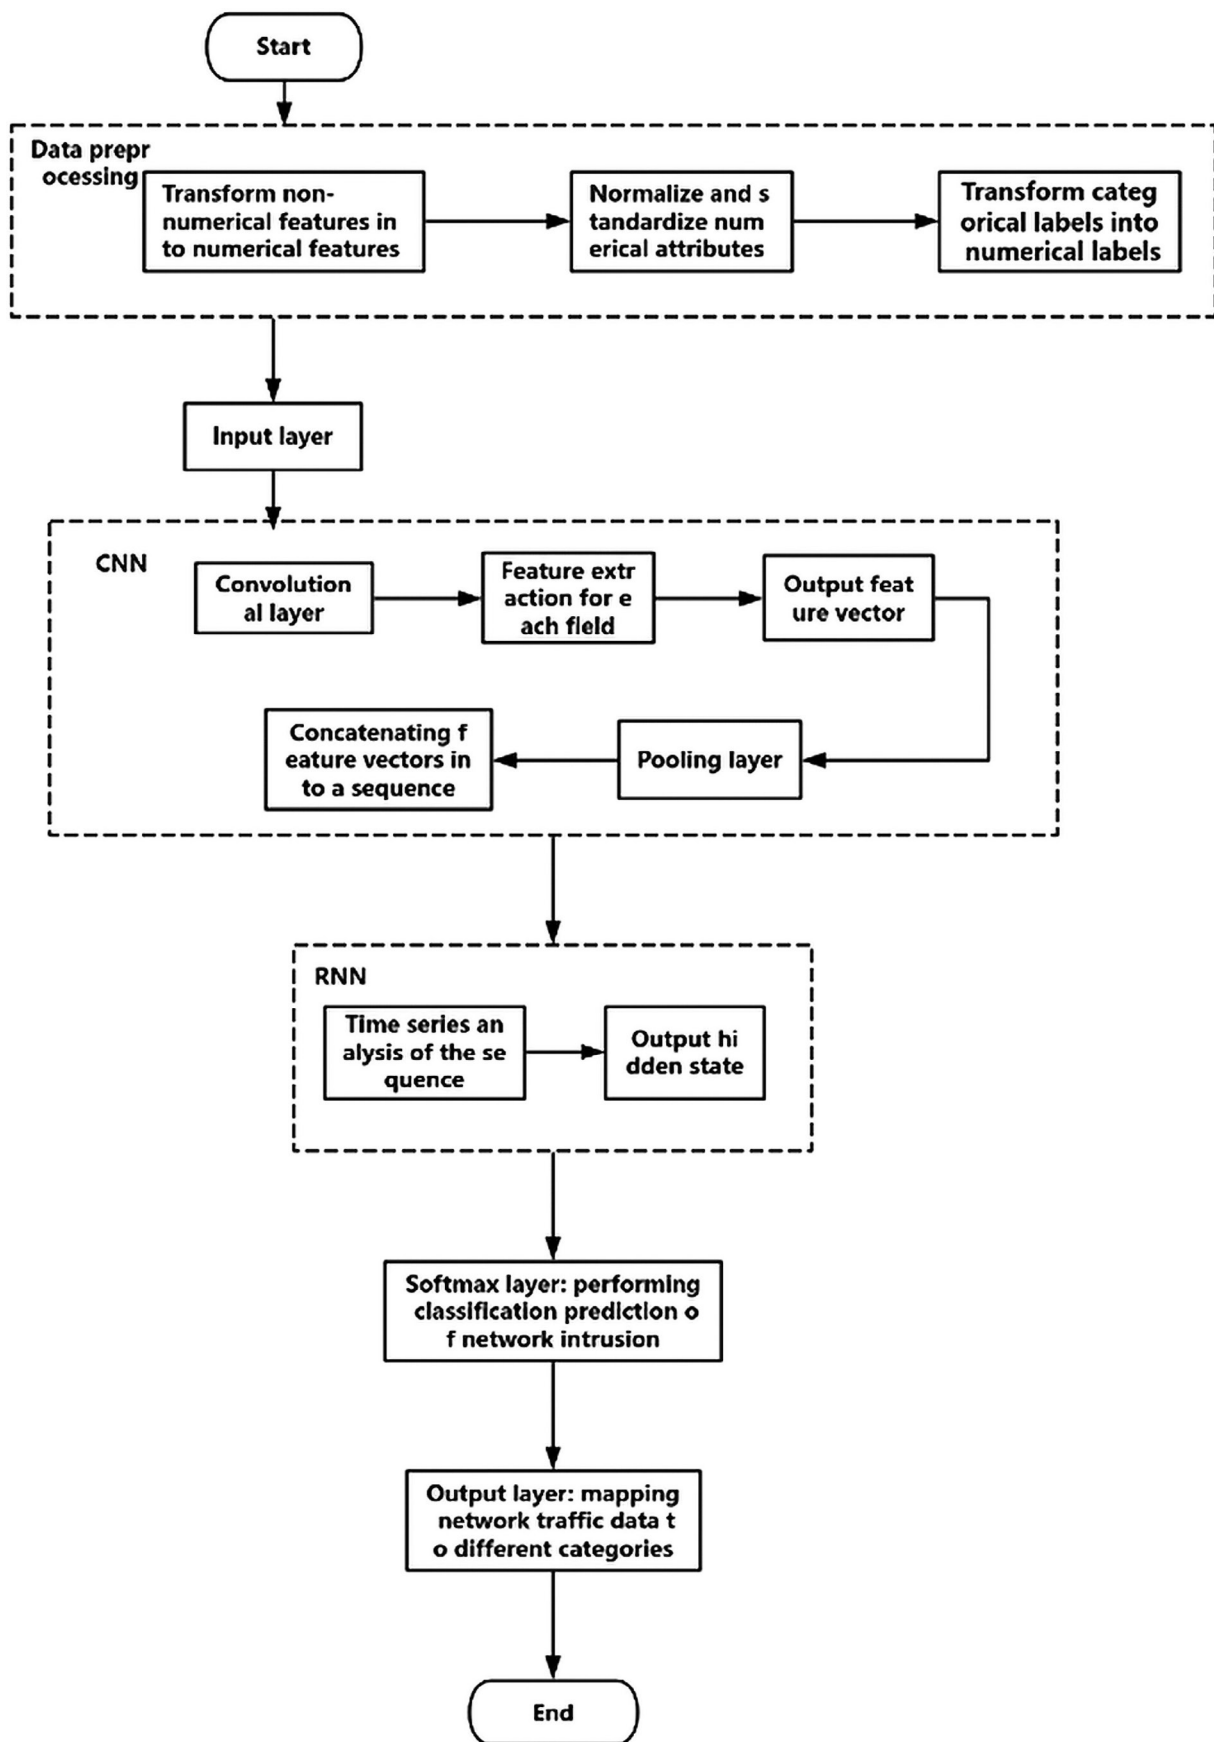 Start
Data prepr
ocessing
Transform non-
numerical features in
to numerical features
Normalize and s
tandardize num
erical attributes
Transform categ
orical labels into
numerical labels
Input layer
CNN
Convolution
al layer
Feature extr
action for e
ach field
Output feat
ure vector
Concatenating f
eature vectors in
to a sequence
Pooling layer
RNN
Time series an
alysis of the se
quence
Output hi
dden state
Softmax layer: performing
classification prediction o
f network intrusion
Output layer: mapping
network traffic data t
o different categories
End